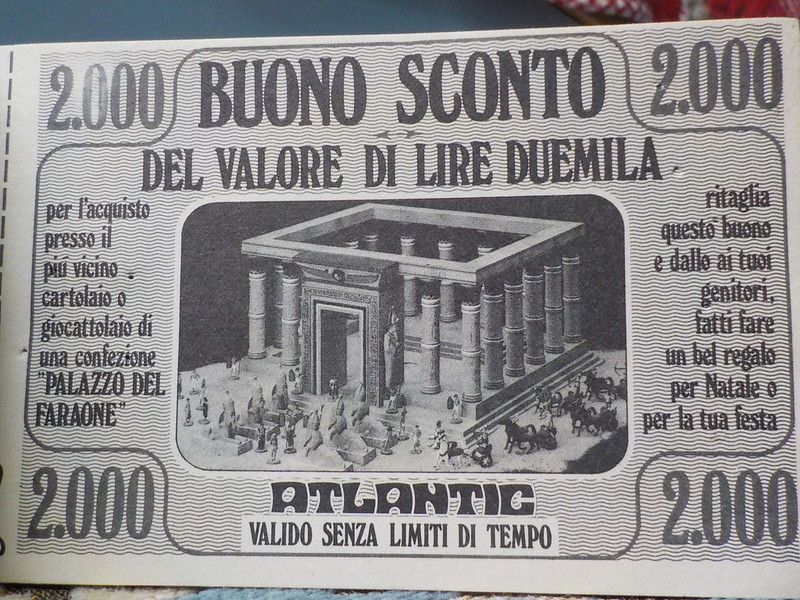 2.000
BUONO SCONTO
2.000
DEL VALORE DI LIRE DUEMILA
per l'acquisto
presso il
più vicino
cartolaio o
giocattolaio di
una confezione
"PALAZZO DEL
FARAONE"
ritaglia
questo buono
e dallo ai tuoi
genitori,
fatti fare
un bel regalo
per Natale o
per la tua festa
2.000
ATLANTIC
VALIDO SENZA LIMITI DI TEMPO
2.000